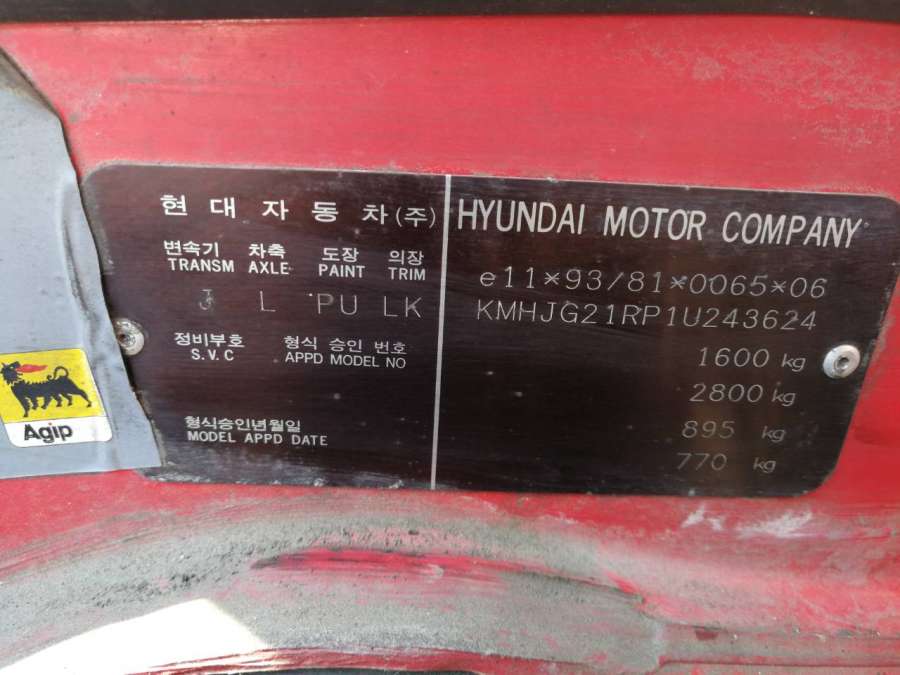 현대자동차(주)
HYUNDAI MOTOR COMPANY
변속기 차축 도장 의장
TRANSM AXLE PAINT TRIM
J L PU LK
정비부호 형식 승인 번호
S.V.C APPD MODEL NO
형식승인년월일
MODEL APPD DATE
e11*93/81*0065*06
KMHJG21RP1U243624
1600 kg
2800 kg
895 kg
770 kg
Agip